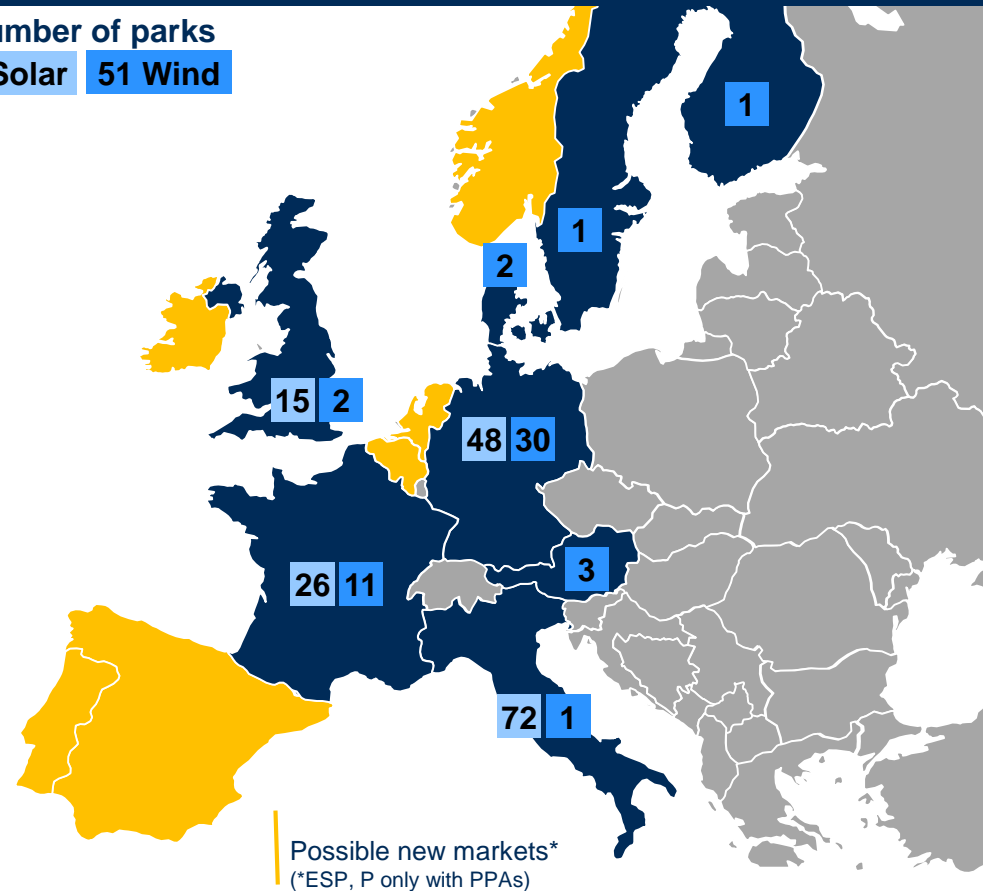 umber of parks
Solar 51 Wind
1
1
2
15 2
48 30
3
26 11
72 1
Possible new markets*
(*ESP, P only with PPAs)